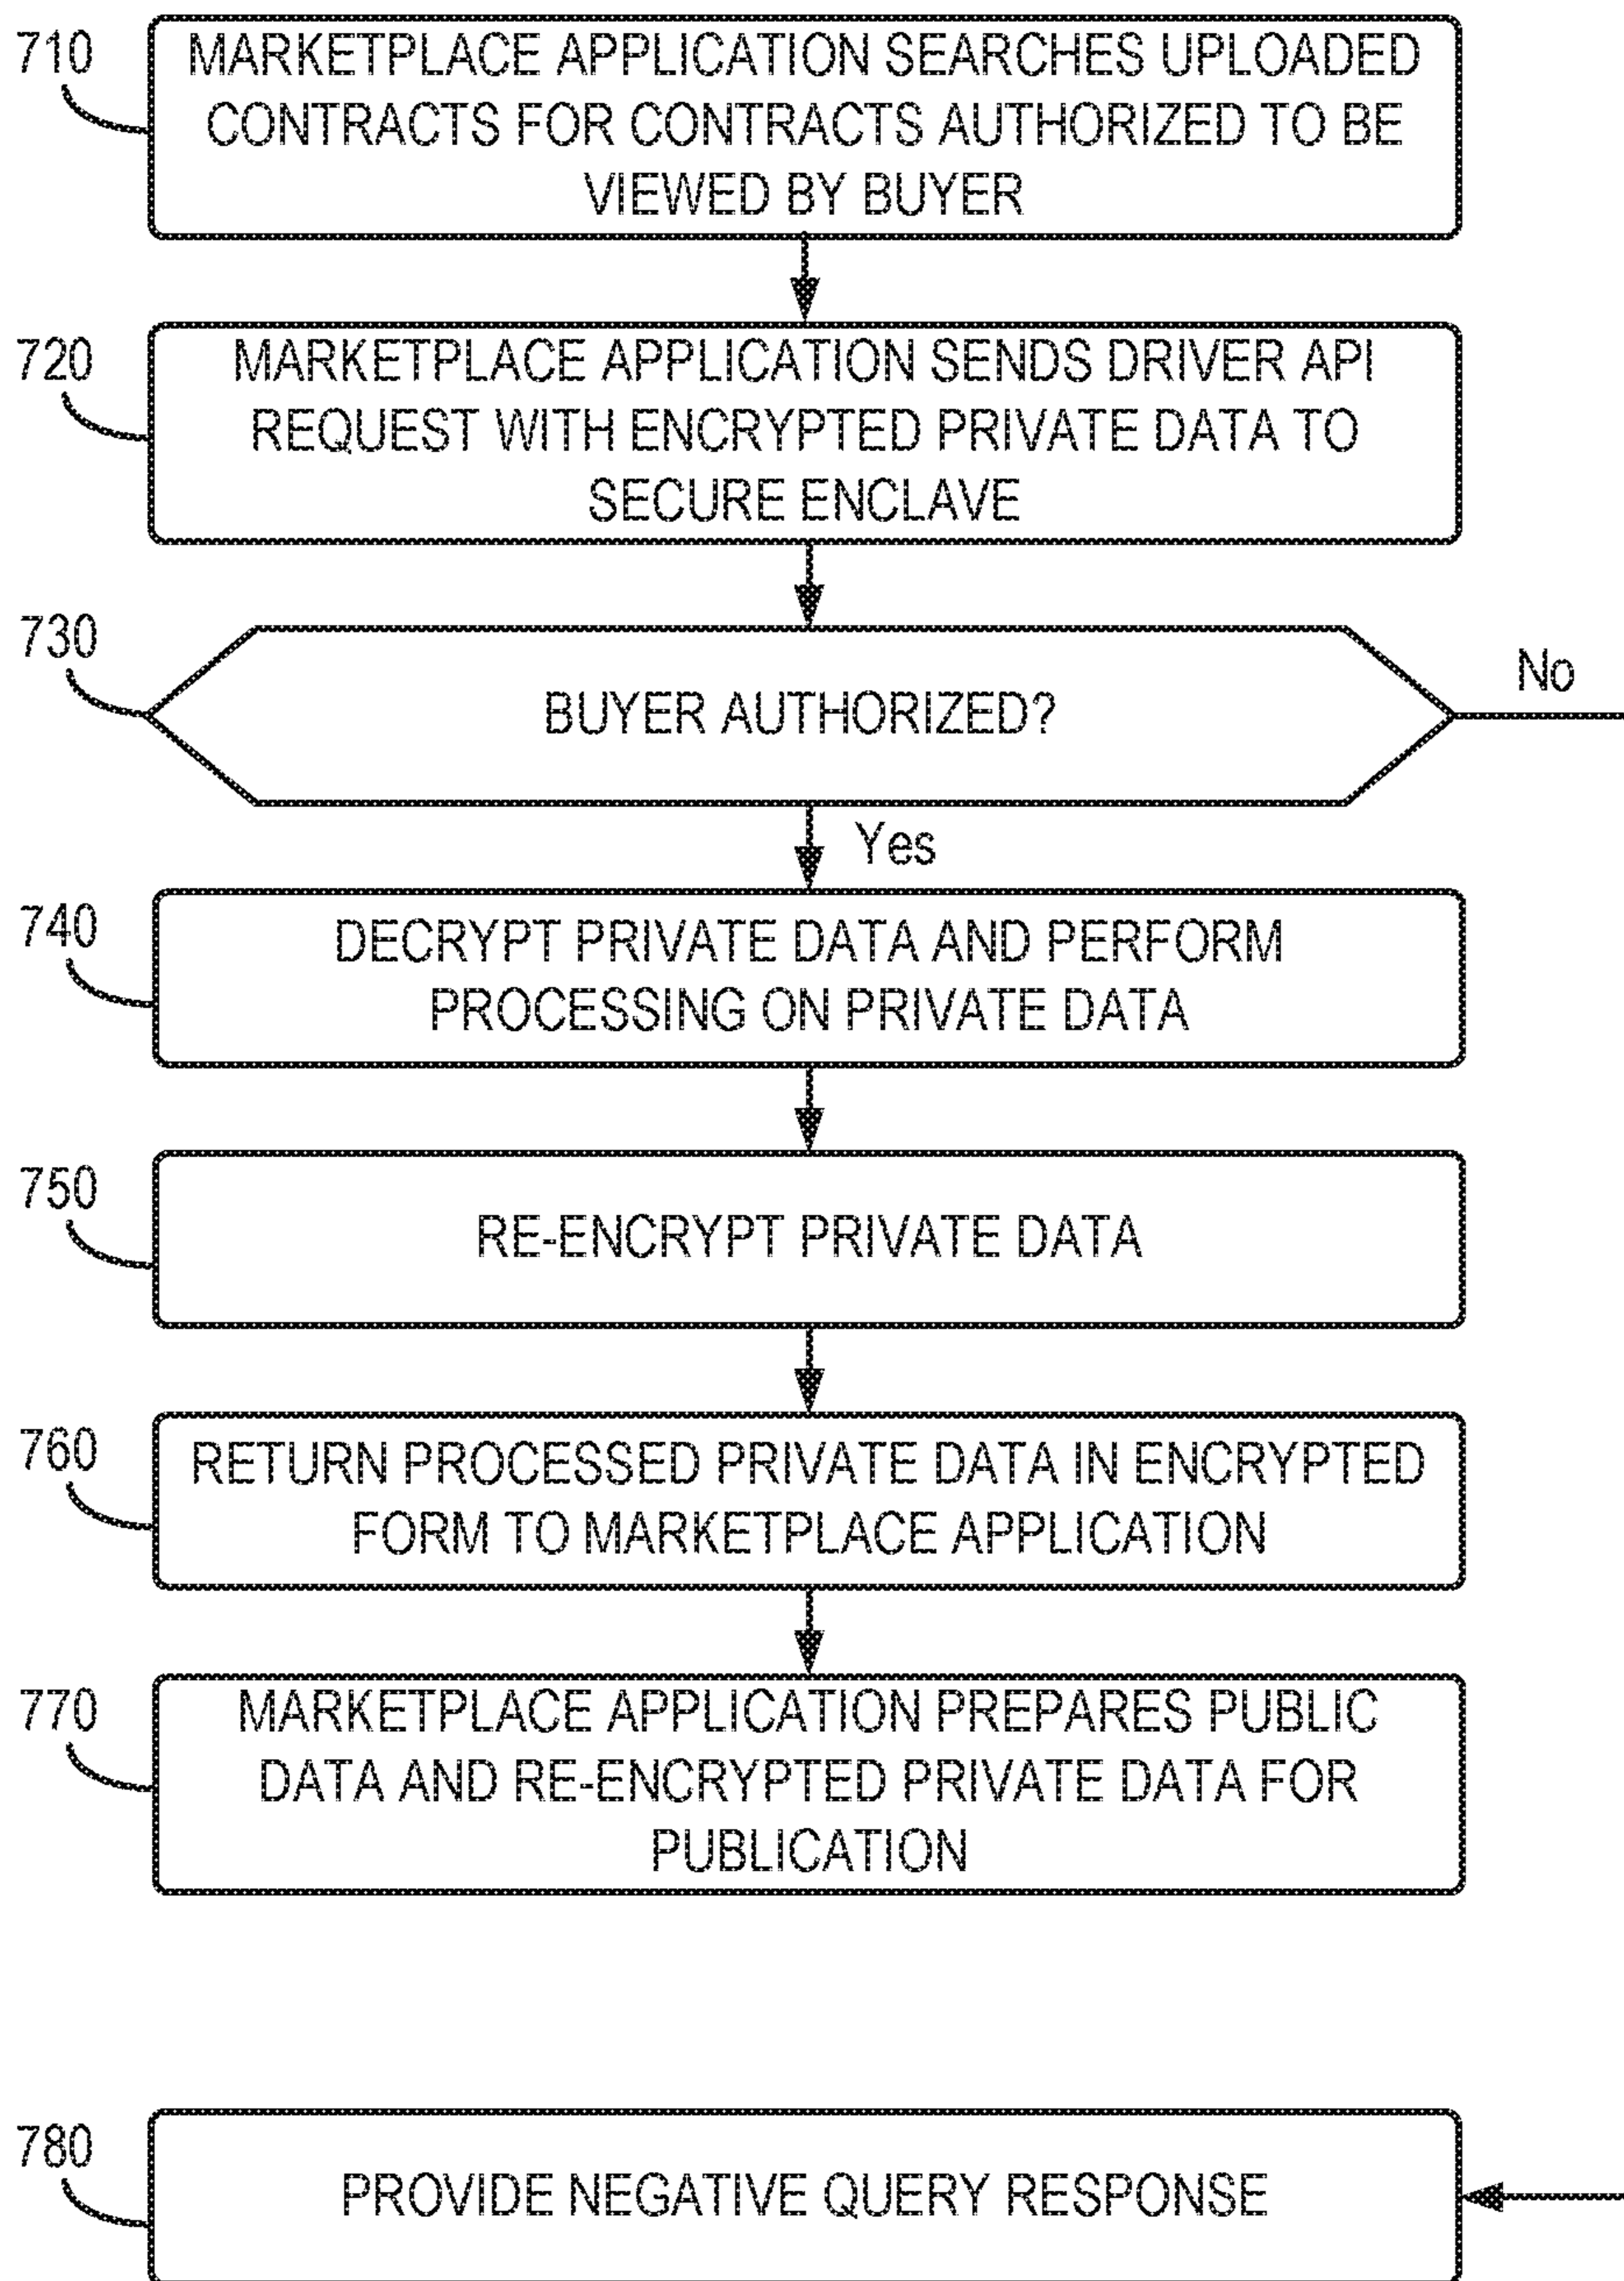 710
MARKETPLACE APPLICATION SEARCHES UPLOADED
CONTRACTS FOR CONTRACTS AUTHORIZED TO BE
VIEWED BY BUYER
720
MARKETPLACE APPLICATION SENDS DRIVER API
REQUEST WITH ENCRYPTED PRIVATE DATA TO
SECURE ENCLAVE
730
BUYER AUTHORIZED?
No
Yes
740
DECRYPT PRIVATE DATA AND PERFORM
PROCESSING ON PRIVATE DATA
750
RE-ENCRYPT PRIVATE DATA
760
RETURN PROCESSED PRIVATE DATA IN ENCRYPTED
FORM TO MARKETPLACE APPLICATION
770
MARKETPLACE APPLICATION PREPARES PUBLIC
DATA AND RE-ENCRYPTED PRIVATE DATA FOR
PUBLICATION
780
PROVIDE NEGATIVE QUERY RESPONSE